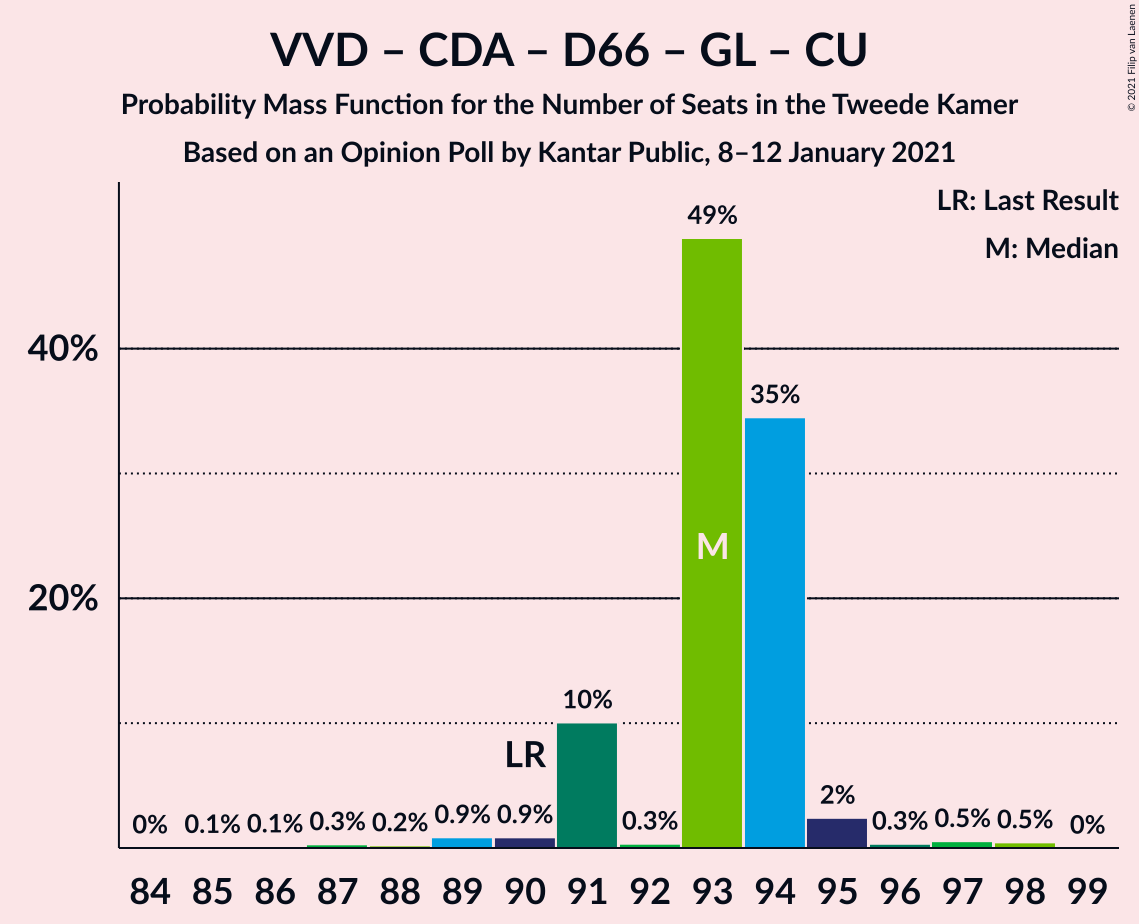 VVD – CDA – D66 – GL – CU
Probability Mass Function for the Number of Seats in the Tweede Kamer
Based on an Opinion Poll by Kantar Public, 8–12 January 2021
© 2021 Filip van Laenen
LR: Last Result
M: Median
49%
40%
35%
M
20%
10%
LR
2%
0% 0.1% 0.1% 0.3% 0.2% 0.9% 0.9% 0.3% 0.3% 0.5% 0.5% 0%
84 85 86 87 88 89 90 91 92 93 94 95 96 97 98 99